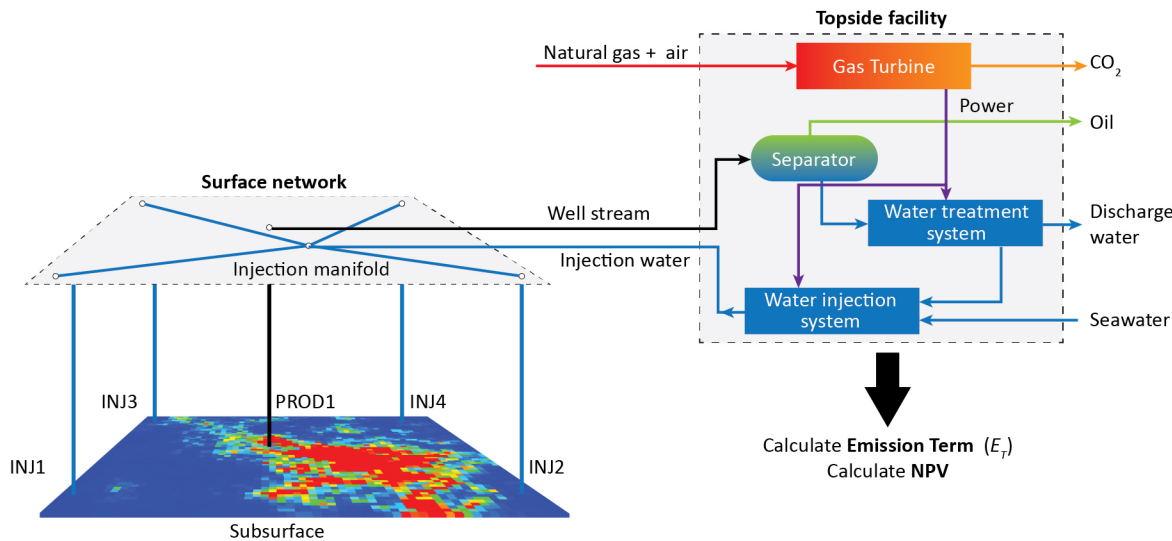 Topside facility
Natural gas + air
Gas Turbine
CO2
Power
Oil
Separator
Surface network
Well stream
Water treatment
system
Discharge
water
Injection manifold
Injection water
Water injection
system
Seawater
INJ3
PROD1
INJ4
INJ1
INJ2
Subsurface
Calculate Emission Term (ET)
Calculate NPV